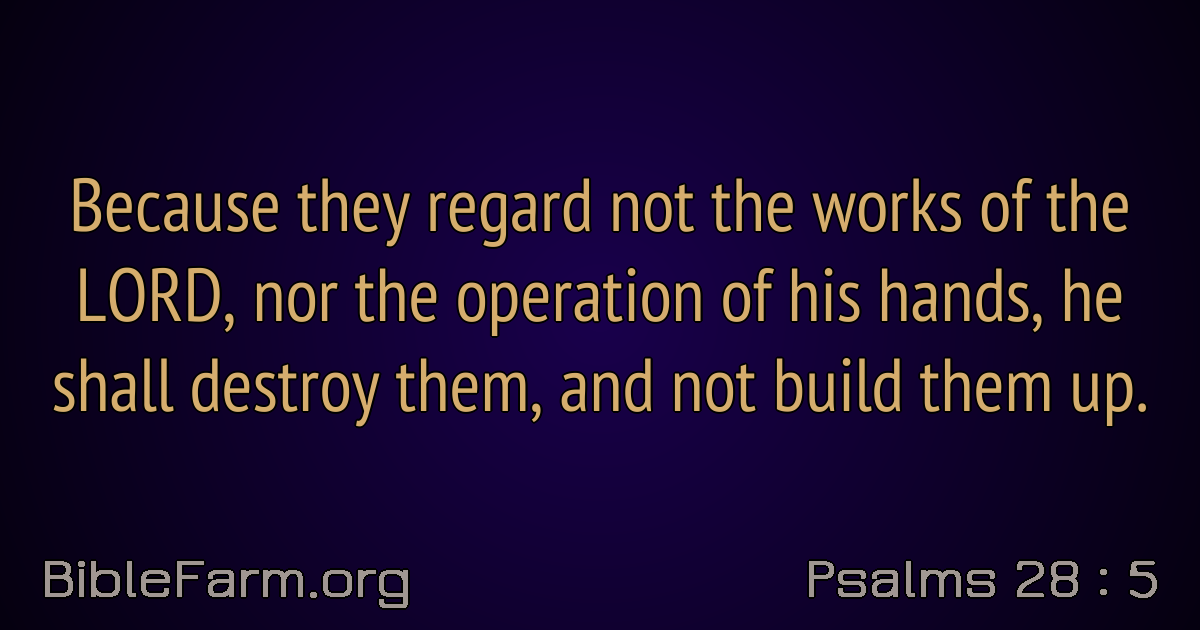 Because they regard not the works of the
LORD, nor the operation of his hands, he
shall destroy them, and not build them up.
BibleFarm.org
Psalms 28 : 5